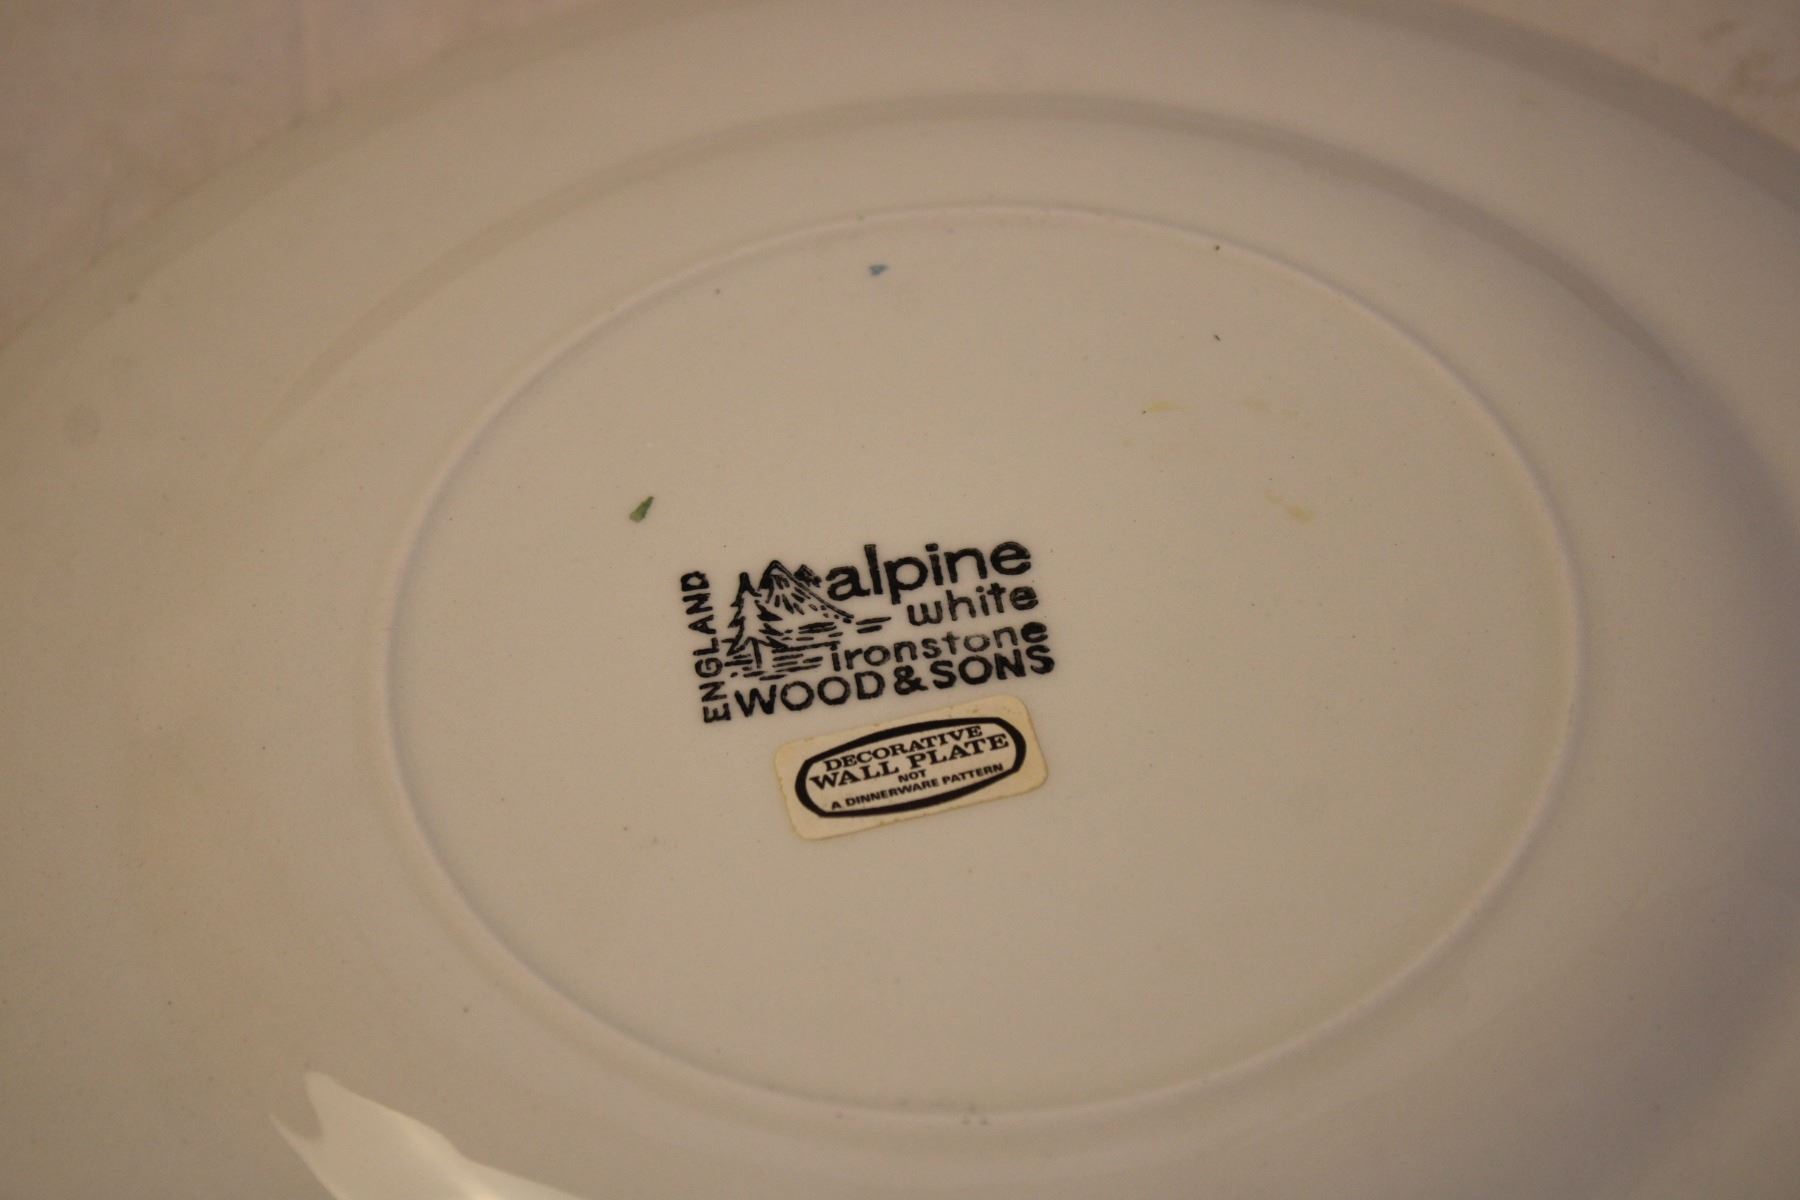 ENGLAND
alpine
white
ironstone
WOOD & SONS
DECORATIVE
WALL PLATE
NOT
A DINNERWARE PATTERN